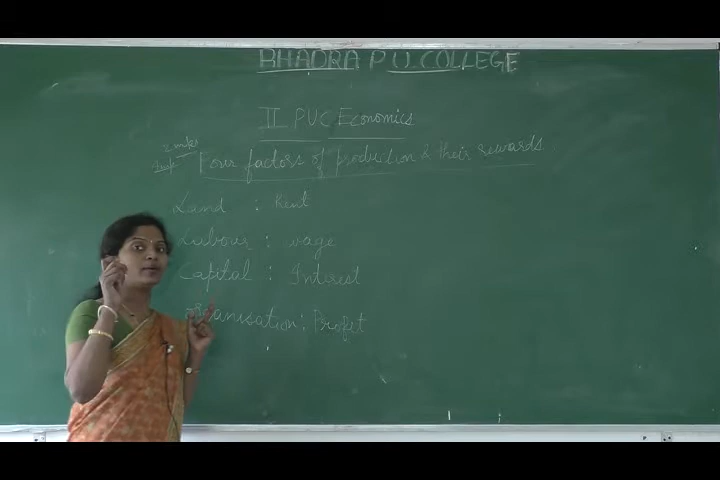 BHADRA P U COLLEGE
II PUC Economics
2 mks
Four factors of production & their rewards
Land : Rent
Labour : wage
Capital : Interest
organisation : Profit